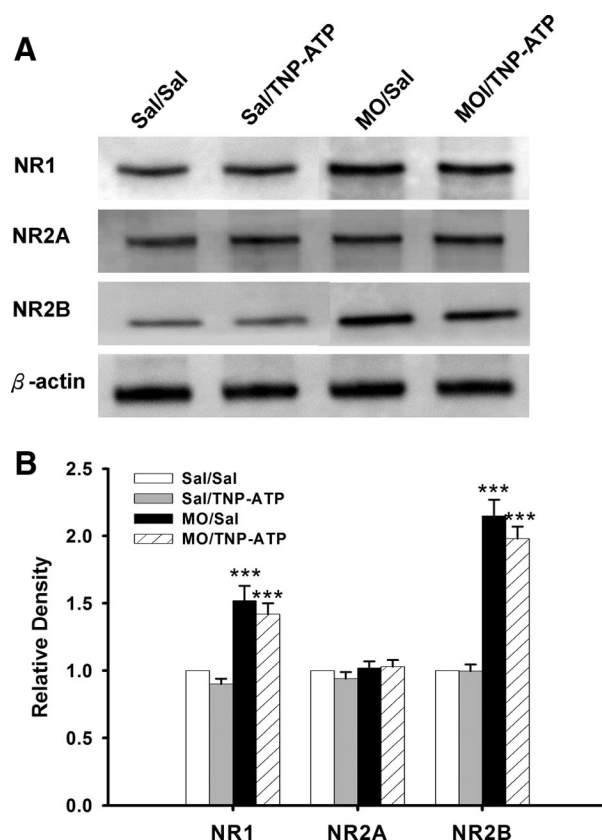 A
Sal/Sal
Sal/TNP-ATP
MO/Sal
MOI/TNP-ATP
NR1
NR2A
NR2B
β-actin
B
Sal/Sal
Sal/TNP-ATP
MO/Sal
MO/TNP-ATP
Relative Density
2.5
2.0
1.5
1.0
0.5
0.0
*** ***
*** ***
NR1 NR2A NR2B